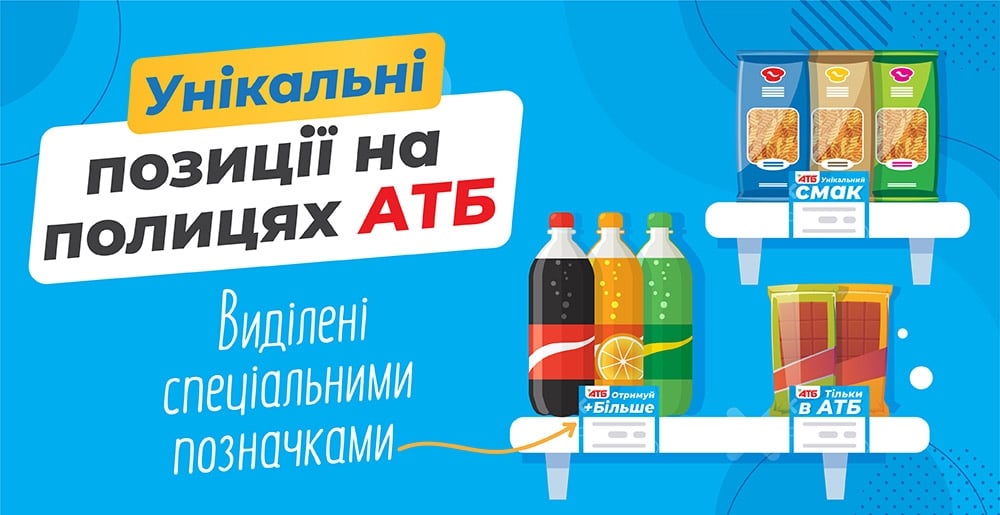 Унікальні
позиції на
полицях АТБ
Виділені
спеціальними
позначками
АТБ Унікальний
смак
АТБ Отримуй
+Більше
АТБ Тільки
в АТБ